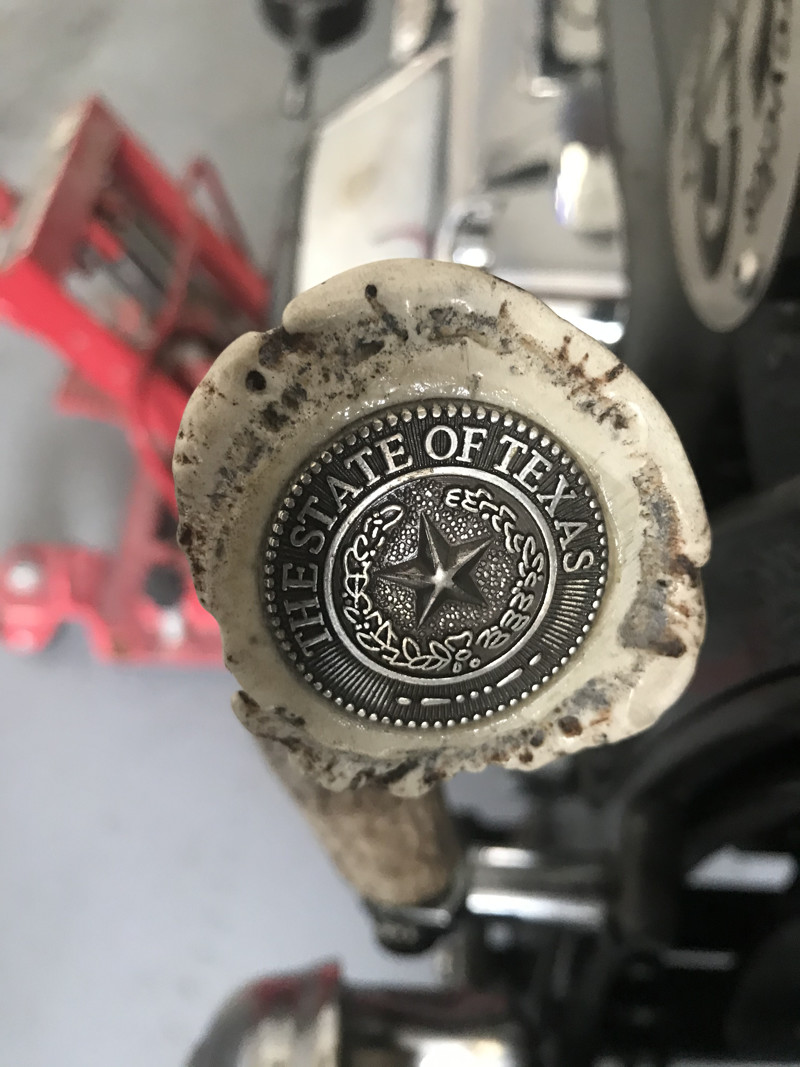 THE STATE OF TEXAS